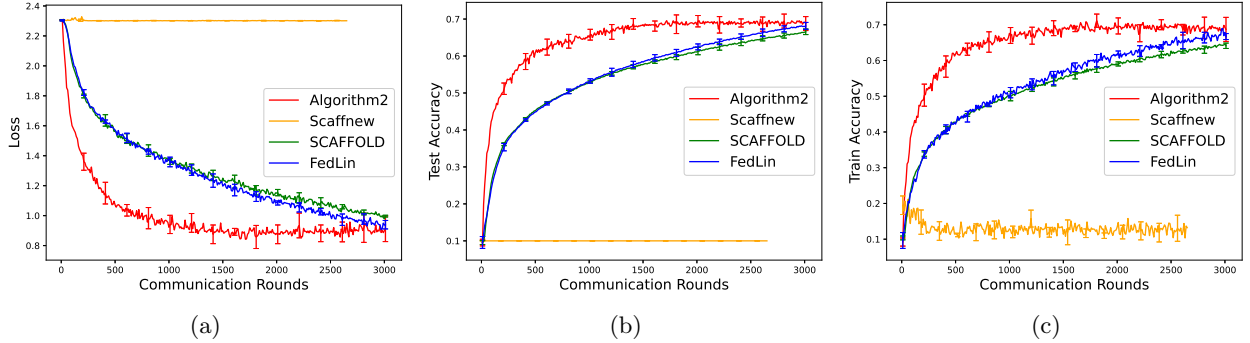 2.4
2.2
2.0
1.8
1.6
1.4
1.2
1.0
0.8
Loss
Algorithm2
Scaffnew
SCAFFOLD
FedLin
0 500 1000 1500 2000 2500 3000
Communication Rounds
(a)
0.7
0.6
0.5
0.4
0.3
0.2
0.1
Test Accuracy
Algorithm2
Scaffnew
SCAFFOLD
FedLin
0 500 1000 1500 2000 2500 3000
Communication Rounds
(b)
0.7
0.6
0.5
0.4
0.3
0.2
0.1
Train Accuracy
Algorithm2
Scaffnew
SCAFFOLD
FedLin
0 500 1000 1500 2000 2500 3000
Communication Rounds
(c)